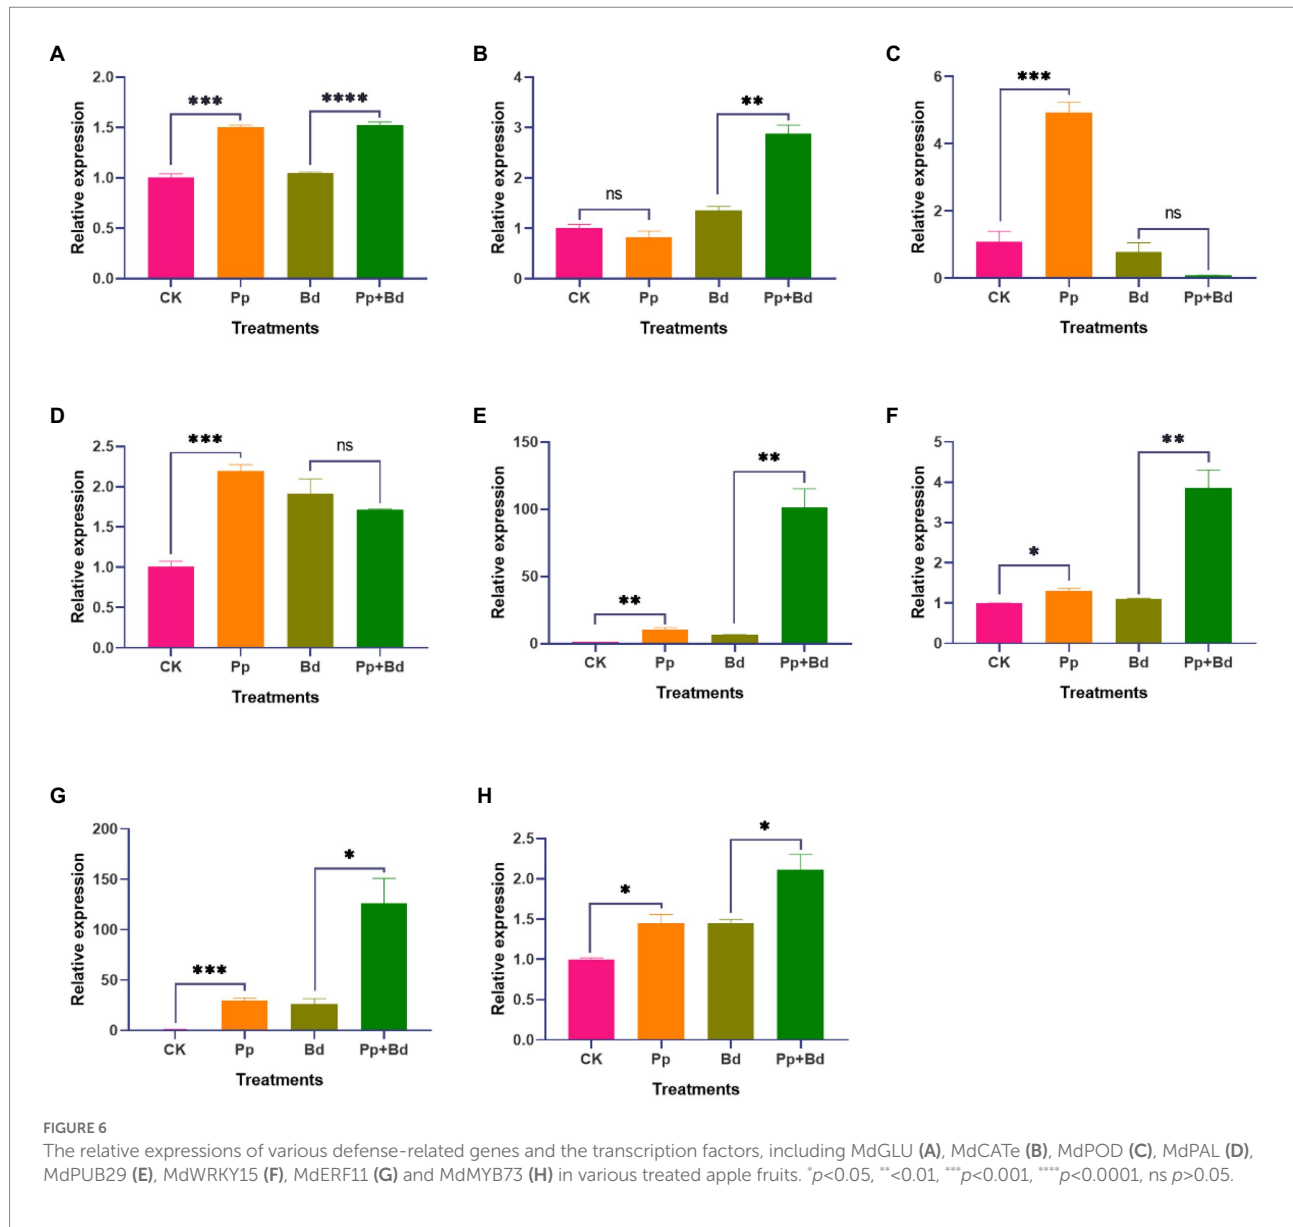 A
Relative expression
2.0
1.5
1.0
0.5
0.0
***
****
CK Pp Bd Pp+Bd
Treatments
B
Relative expression
4
3
2
1
0
ns
**
CK Pp Bd Pp+Bd
Treatments
C
Relative expression
6
4
2
0
***
ns
CK Pp Bd Pp+Bd
Treatments
D
Relative expression
2.5
2.0
1.5
1.0
0.5
0.0
***
ns
CK Pp Bd Pp+Bd
Treatments
E
Relative expression
150
100
50
0
**
**
CK Pp Bd Pp+Bd
Treatments
F
Relative expression
5
4
3
2
1
0
*
**
CK Pp Bd Pp+Bd
Treatments
G
Relative expression
200
150
100
50
0
***
*
CK Pp Bd Pp+Bd
Treatments
H
Relative expression
2.5
2.0
1.5
1.0
0.5
0.0
*
*
CK Pp Bd Pp+Bd
Treatments
FIGURE 6
The relative expressions of various defense-related genes and the transcription factors, including MdGLU (A), MdCATe (B), MdPOD (C), MdPAL (D),
MdPUB29 (E), MdWRKY15 (F), MdERF11 (G) and MdMYB73 (H) in various treated apple fruits. *p<0.05, **<0.01, ***p<0.001, ****p<0.0001, ns p>0.05.